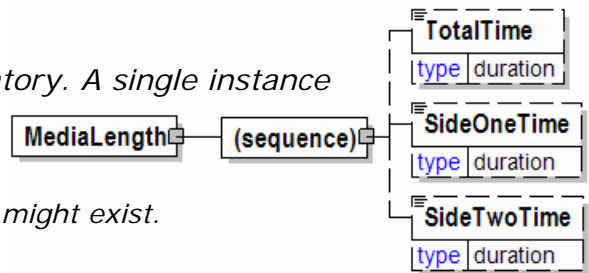 TotalTime
type duration
tory. A single instance
MediaLength
(sequence)
SideOneTime
type duration
might exist.
SideTwoTime
type duration